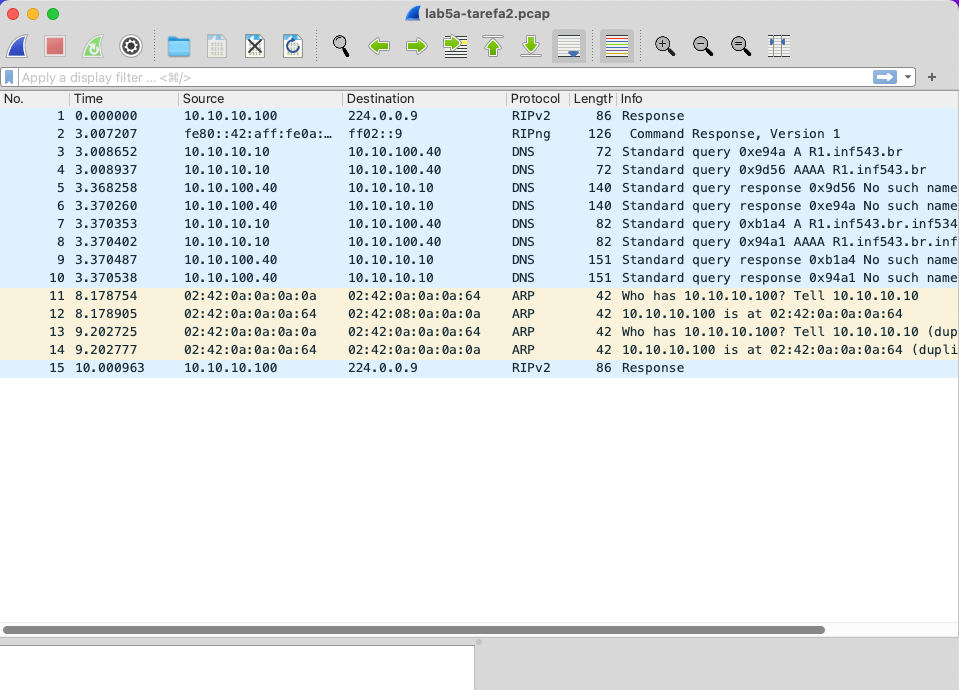 lab5a-tarefa2.pcap
Apply a display filter ... <⌘/>
No. Time Source Destination Protocol Length Info
1 0.000000 10.10.10.100 224.0.0.9 RIPv2 86 Response
2 3.007207 fe80::42:aff:fe0a:… ff02::9 RIPng 126 Command Response, Version 1
3 3.008652 10.10.10.10 10.10.100.40 DNS 72 Standard query 0xe94a A R1.inf543.br
4 3.008937 10.10.10.10 10.10.100.40 DNS 72 Standard query 0x9d56 AAAA R1.inf543.br
5 3.368258 10.10.100.40 10.10.10.10 DNS 140 Standard query response 0x9d56 No such name
6 3.370260 10.10.100.40 10.10.10.10 DNS 140 Standard query response 0xe94a No such name
7 3.370353 10.10.10.10 10.10.100.40 DNS 82 Standard query 0xb1a4 A R1.inf543.br.inf534
8 3.370402 10.10.10.10 10.10.100.40 DNS 82 Standard query 0x94a1 AAAA R1.inf543.br.inf
9 3.370487 10.10.100.40 10.10.10.10 DNS 151 Standard query response 0xb1a4 No such name
10 3.370538 10.10.100.40 10.10.10.10 DNS 151 Standard query response 0x94a1 No such name
11 8.178754 02:42:0a:0a:0a:0a 02:42:0a:0a:0a:64 ARP 42 Who has 10.10.10.100? Tell 10.10.10.10
12 8.178905 02:42:0a:0a:0a:64 02:42:08:0a:0a:0a ARP 42 10.10.10.100 is at 02:42:0a:0a:0a:64
13 9.202725 02:42:0a:0a:0a:0a 02:42:0a:0a:0a:64 ARP 42 Who has 10.10.10.100? Tell 10.10.10.10 (dup
14 9.202777 02:42:0a:0a:0a:64 02:42:0a:0a:0a:0a ARP 42 10.10.10.100 is at 02:42:0a:0a:0a:64 (dupli
15 10.000963 10.10.10.100 224.0.0.9 RIPv2 86 Response